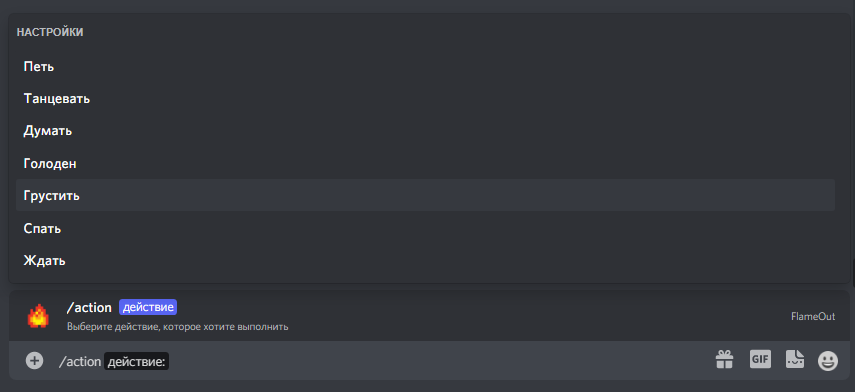 НАСТРОЙКИ
Петь
Танцевать
Думать
Голоден
Грустить
Спать
Ждать
/action действие
Выберите действие, которое хотите выполнить
FlameOut
/action действие:
GIF